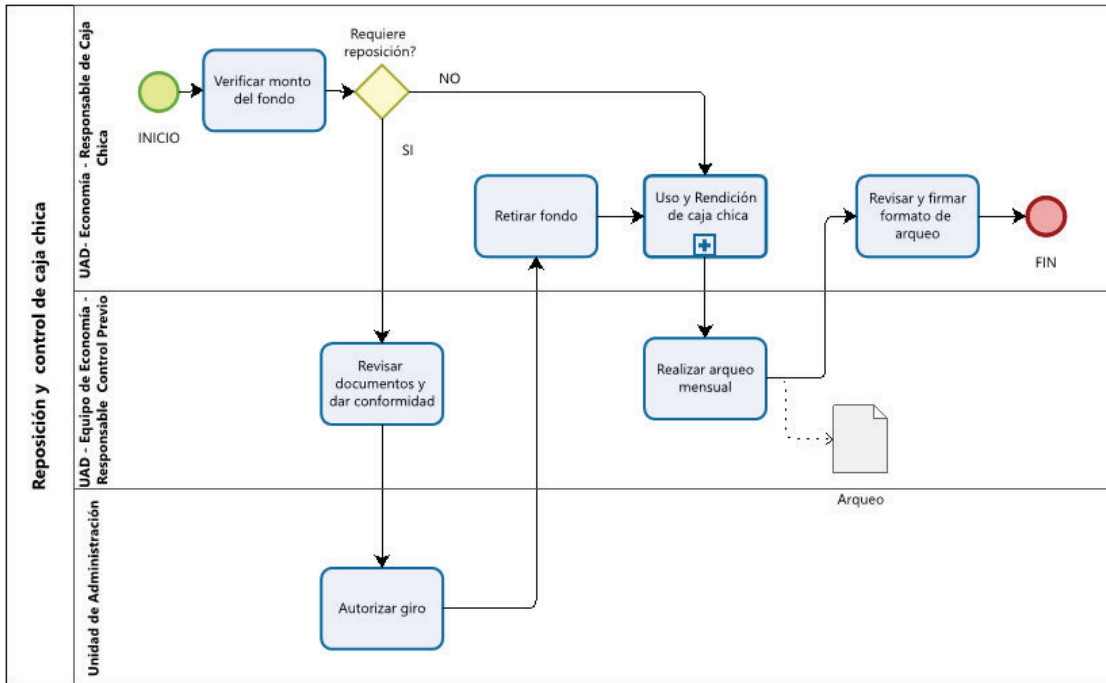 Reposición y  control de caja chica
UAD- Economía - Responsable de Caja
Chica
INICIO
Verificar monto
del fondo
Requiere
reposición?
NO
SI
Retirar fondo
Uso y Rendición
de caja chica
Revisar y firmar
formato de
arqueo
FIN
UAD - Equipo de Economía -
Responsable  Control Previo
Revisar
documentos y
dar conformidad
Realizar arqueo
mensual
Arqueo
Unidad de Administración
Autorizar giro